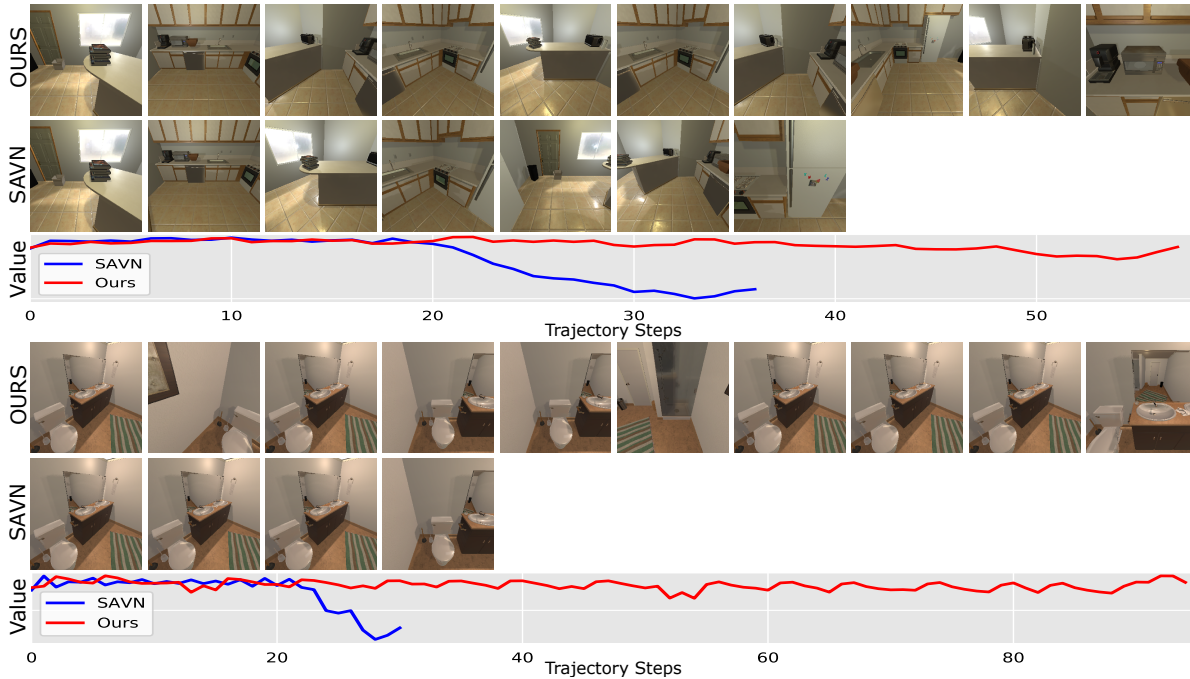 OURS
SAVN
Value
SAVN
Ours
0 10 20 30 40 50
Trajectory Steps
OURS
SAVN
Value
SAVN
Ours
0 20 40 60 80
Trajectory Steps